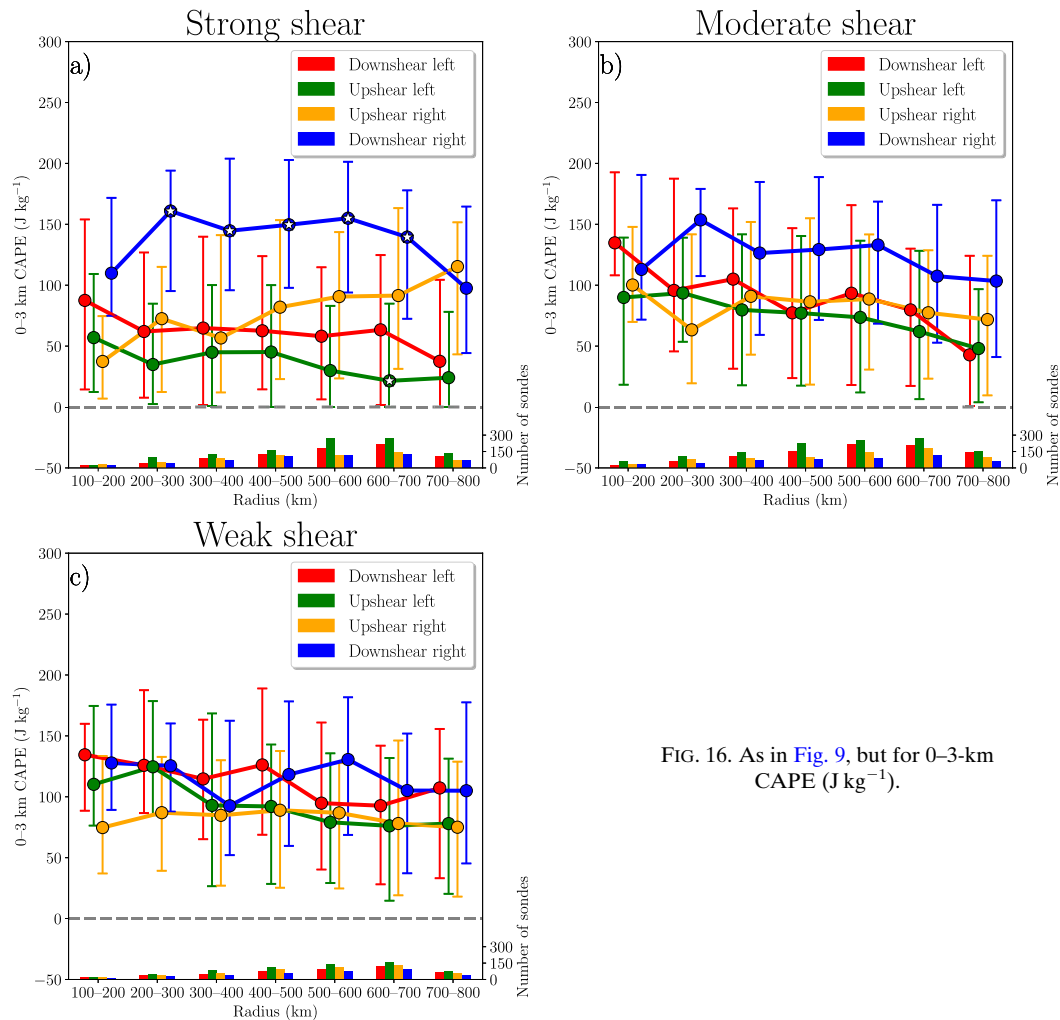 Strong shear
a)
Downshear left
Upshear left
Upshear right
Downshear right
300
250
200
150
100
50
0
−50
0–3 km CAPE (J kg⁻¹)
300
150
0
Number of sondes
100–200 200–300 300–400 400–500 500–600 600–700 700–800
Radius (km)
Moderate shear
b)
Downshear left
Upshear left
Upshear right
Downshear right
300
250
200
150
100
50
0
−50
0–3 km CAPE (J kg⁻¹)
300
150
0
Number of sondes
100–200 200–300 300–400 400–500 500–600 600–700 700–800
Radius (km)
Weak shear
c)
Downshear left
Upshear left
Upshear right
Downshear right
300
250
200
150
100
50
0
−50
0–3 km CAPE (J kg⁻¹)
300
150
0
Number of sondes
100–200 200–300 300–400 400–500 500–600 600–700 700–800
Radius (km)
FIG. 16. As in Fig. 9, but for 0–3-km
CAPE (J kg⁻¹).